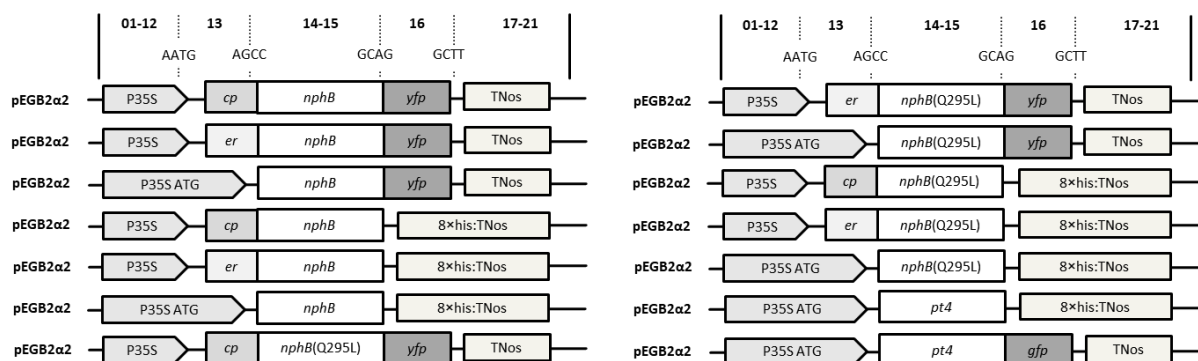 01-12 13 14-15 16 17-21
AATG AGCC GCAG GCTT
pEGB2α2 P35S cp nphB yfp TNos
pEGB2α2 P35S er nphB yfp TNos
pEGB2α2 P35S ATG nphB yfp TNos
pEGB2α2 P35S cp nphB 8×his:TNos
pEGB2α2 P35S er nphB 8×his:TNos
pEGB2α2 P35S ATG nphB 8×his:TNos
pEGB2α2 P35S cp nphB(Q295L) yfp TNos
01-12 13 14-15 16 17-21
AATG AGCC GCAG GCTT
pEGB2α2 P35S er nphB(Q295L) yfp TNos
pEGB2α2 P35S ATG nphB(Q295L) yfp TNos
pEGB2α2 P35S cp nphB(Q295L) 8×his:TNos
pEGB2α2 P35S er nphB(Q295L) 8×his:TNos
pEGB2α2 P35S ATG nphB(Q295L) 8×his:TNos
pEGB2α2 P35S ATG pt4 8×his:TNos
pEGB2α2 P35S ATG pt4 gfp TNos